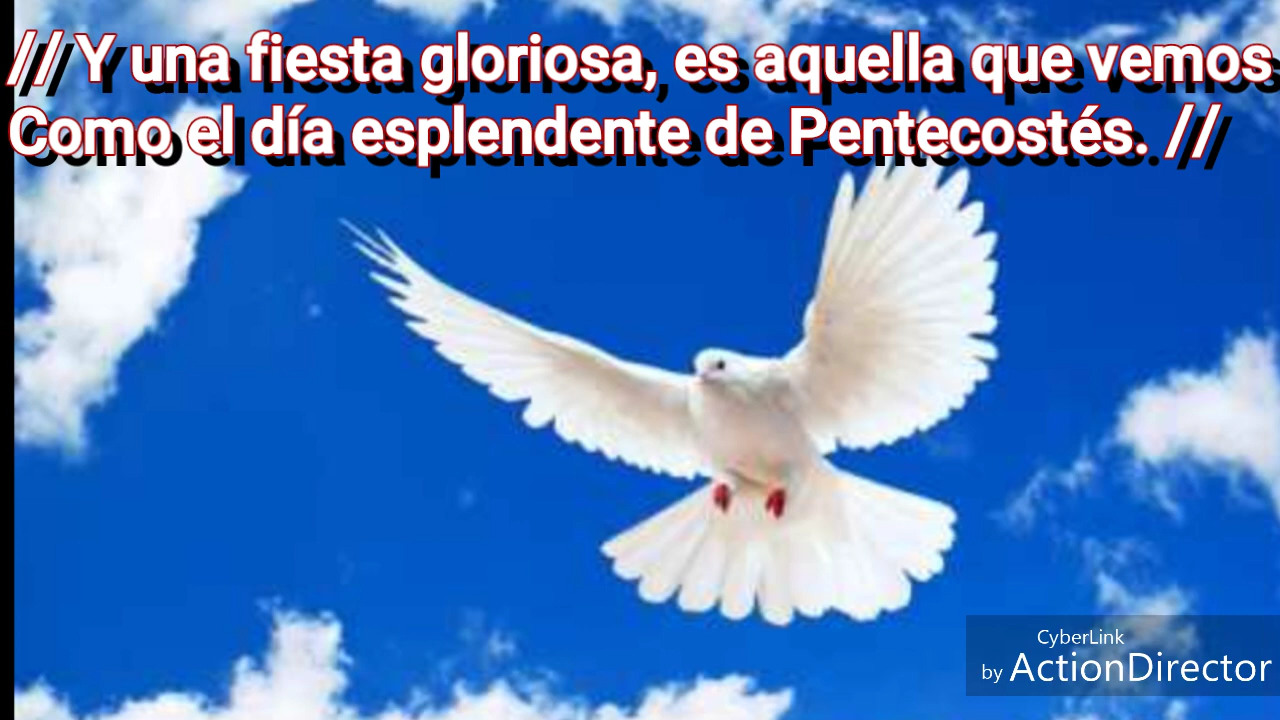 // Y una fiesta gloriosa, es aquella que vemos
Como el día esplendente de Pentecostés. //
CyberLink
by ActionDirector